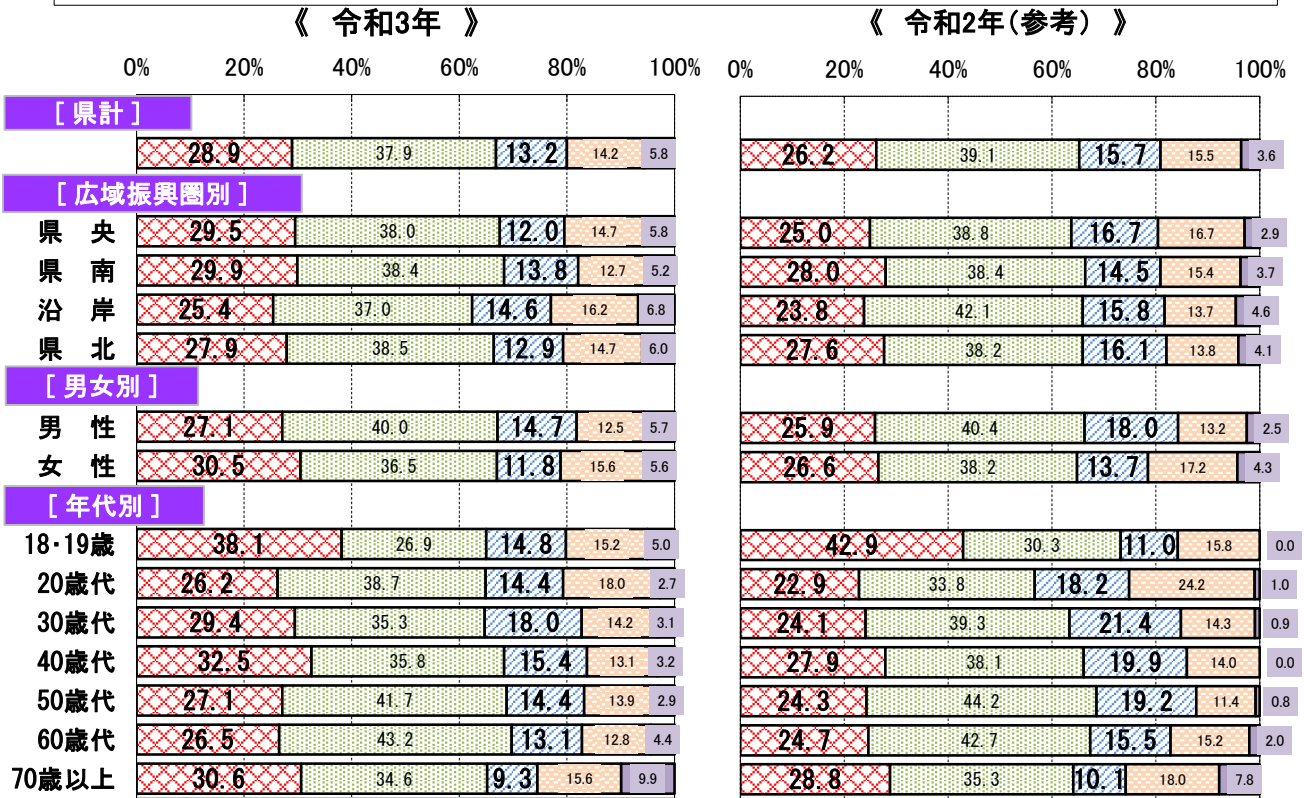 《 令和3年 》 《 令和2年(参考) 》
0% 20% 40% 60% 80% 100% 0% 20% 40% 60% 80% 100%
[ 県計 ]
28.9 37.9 13.2 14.2 5.8 26.2 39.1 15.7 15.5 3.6
[ 広域振興圏別 ]
県 央 29.5 38.0 12.0 14.7 5.8 25.0 38.8 16.7 16.7 2.9
県 南 29.9 38.4 13.8 12.7 5.2 28.0 38.4 14.5 15.4 3.7
沿 岸 25.4 37.0 14.6 16.2 6.8 23.8 42.1 15.8 13.7 4.6
県 北 27.9 38.5 12.9 14.7 6.0 27.6 38.2 16.1 13.8 4.1
[ 男女別 ]
男 性 27.1 40.0 14.7 12.5 5.7 25.9 40.4 18.0 13.2 2.5
女 性 30.5 36.5 11.8 15.6 5.6 26.6 38.2 13.7 17.2 4.3
[ 年代別 ]
18・19歳 38.1 26.9 14.8 15.2 5.0 42.9 30.3 11.0 15.8 0.0
20歳代 26.2 38.7 14.4 18.0 2.7 22.9 33.8 18.2 24.2 1.0
30歳代 29.4 35.3 18.0 14.2 3.1 24.1 39.3 21.4 14.3 0.9
40歳代 32.5 35.8 15.4 13.1 3.2 27.9 38.1 19.9 14.0 0.0
50歳代 27.1 41.7 14.4 13.9 2.9 24.3 44.2 19.2 11.4 0.8
60歳代 26.5 43.2 13.1 12.8 4.4 24.7 42.7 15.5 15.2 2.0
70歳以上 30.6 34.6 9.3 15.6 9.9 28.8 35.3 10.1 18.0 7.8